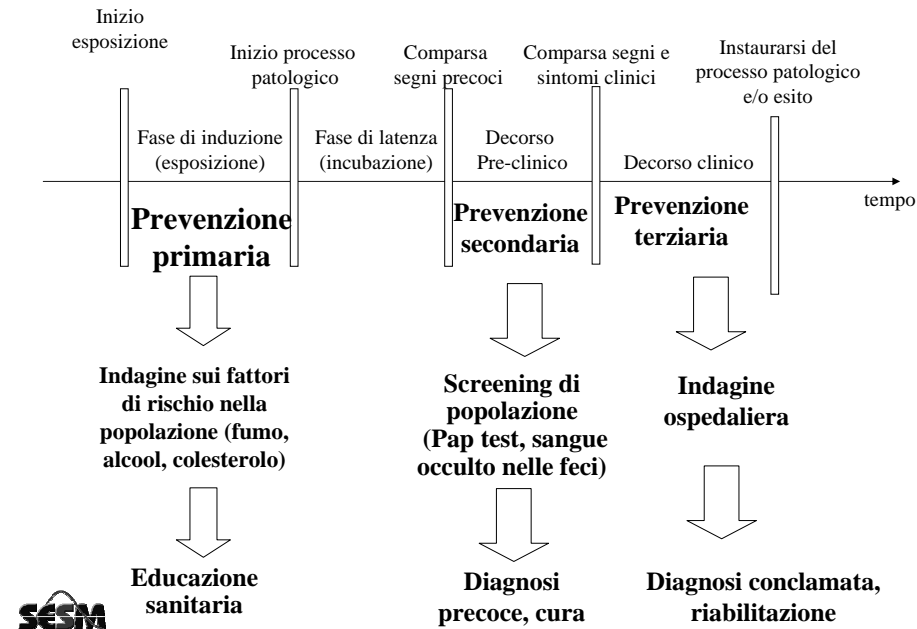 Inizio
esposizione
Inizio processo
patologico
Comparsa
segni precoci
Comparsa segni e
sintomi clinici
Instaurarsi del
processo patologico
e/o esito
Fase di induzione
(esposizione)
Fase di latenza
(incubazione)
Decorso
Pre-clinico
Decorso clinico
tempo
Prevenzione
primaria
Prevenzione
secondaria
Prevenzione
terziaria
Indagine sui fattori
di rischio nella
popolazione (fumo,
alcool, colesterolo)
Screening di
popolazione
(Pap test, sangue
occulto nelle feci)
Indagine
ospedaliera
Educazione
sanitaria
Diagnosi
precoce, cura
Diagnosi conclamata,
riabilitazione
SESM